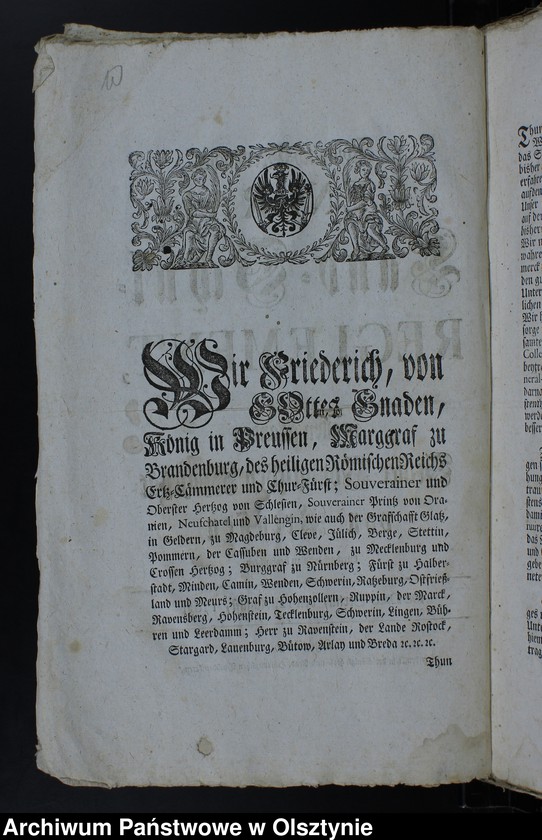 Wir Friederich, von
GOttes Gnaden,
König in Preussen, Marggraf zu
Brandenburg, des heiligen Römischen Reichs
Ertz-Cämmerer und Chur-Fürst; Souverainer und
Oberster Hertzog von Schlesien, Souverainer Printz von Ora-
nien, Neufchatel und Vallengin, wie auch der Graffschafft Glatz,
in Geldern, zu Magdeburg, Cleve, Jülich, Berge, Stettin,
Pommern, der Cassuben und Wenden, zu Mecklenburg und
Crossen Hertzog; Burggraf zu Nürnberg; Fürst zu Halber-
stadt, Minden, Camin, Wenden, Schwerin, Ratzeburg, Ostfrieß-
land und Meurs; Graf zu Hohenzollern, Ruppin, der Marck,
Ravensberg, Hohenstein, Tecklenburg, Schwerin, Lingen, Büh-
ren und Leerdamm; Herr zu Ravenstein, der Lande Rostock,
Stargard, Lauenburg, Bütow, Arlay und Breda ꝛc. ꝛc. ꝛc.
Thun
Archiwum Państwowe w Olsztynie